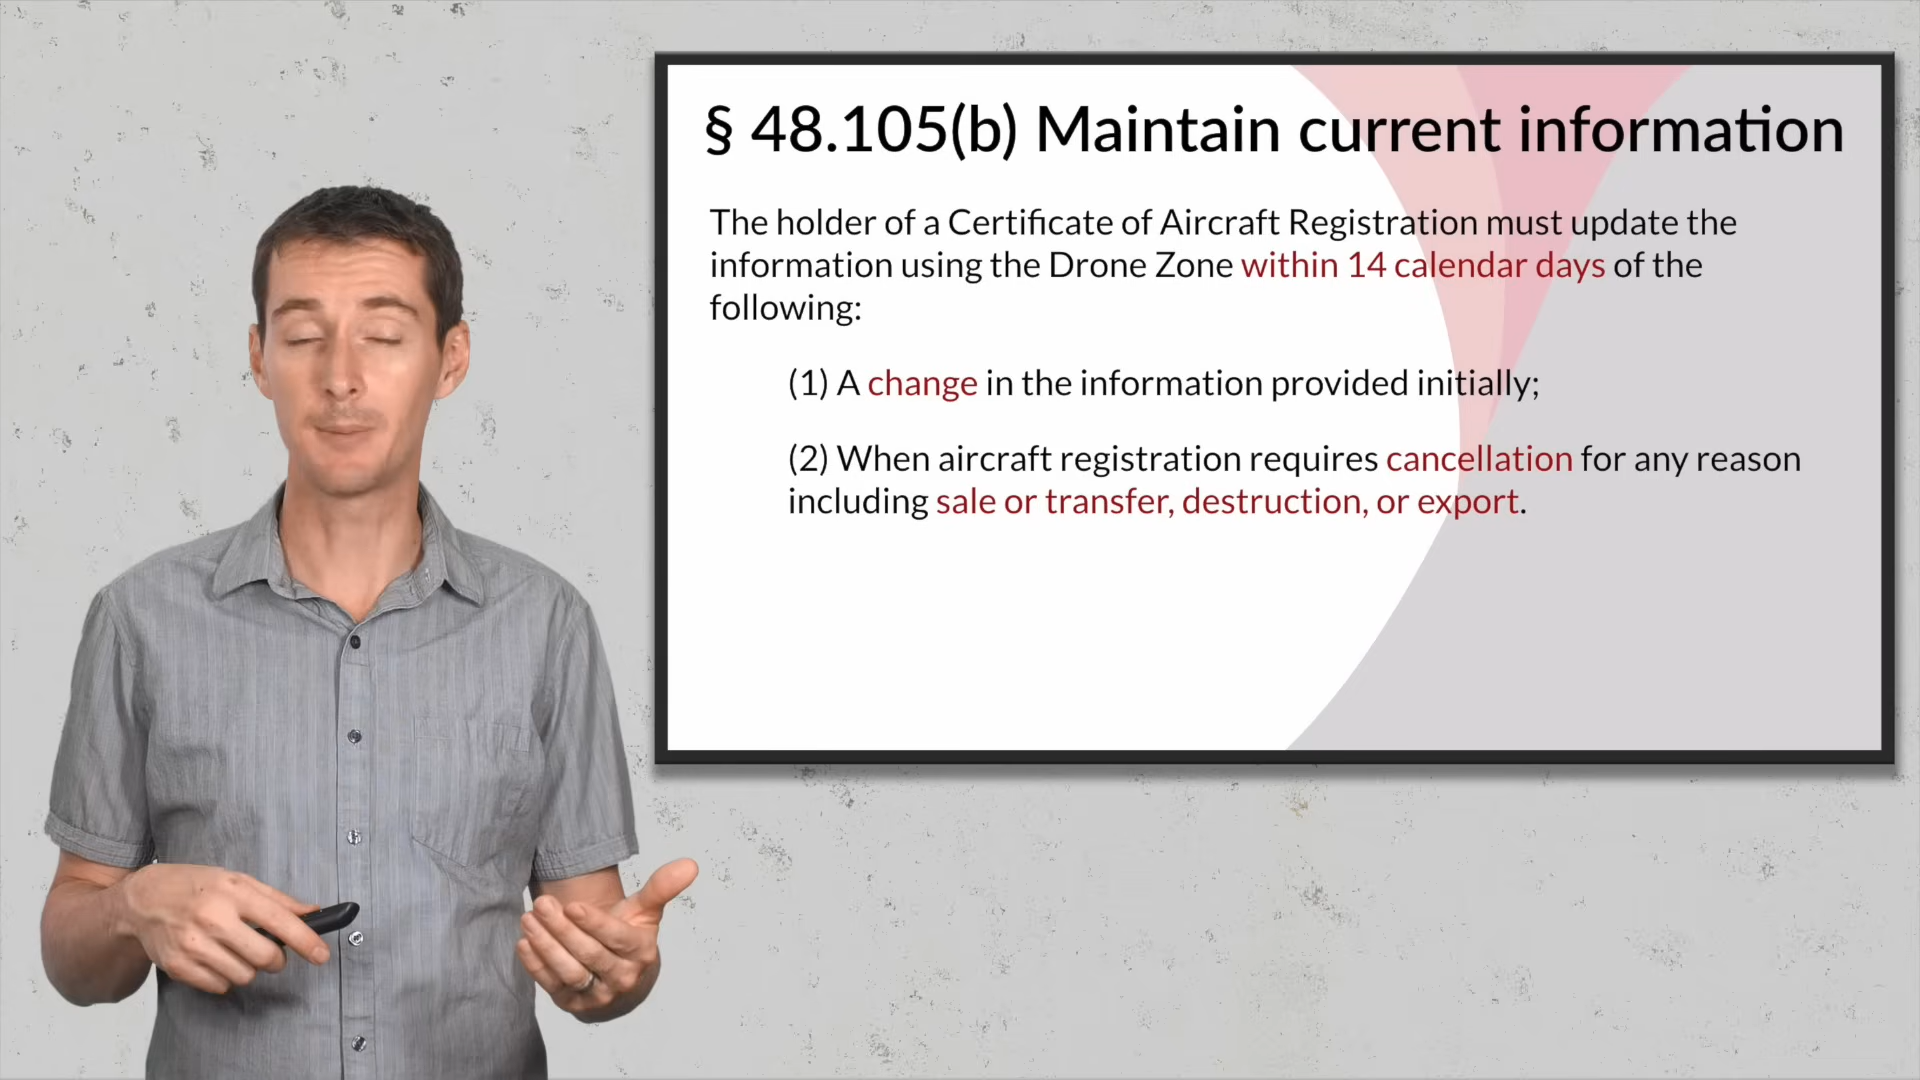 § 48.105(b) Maintain current information
The holder of a Certificate of Aircraft Registration must update the
information using the Drone Zone within 14 calendar days of the
following:
(1) A change in the information provided initially;
(2) When aircraft registration requires cancellation for any reason
including sale or transfer, destruction, or export.